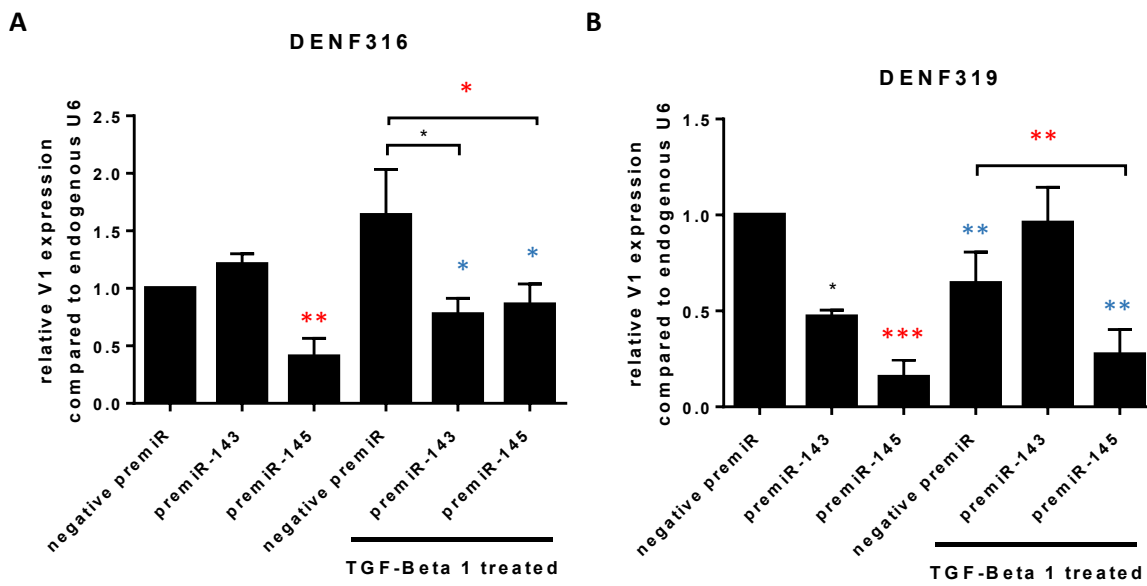 A
DENF316
relative V1 expression
compared to endogenous U6
2.5
2.0
1.5
1.0
0.5
0.0
*
*
**
*
*
negative premiR
premiR-143
premiR-145
negative premiR
premiR-143
premiR-145
TGF-Beta 1 treated
B
DENF319
relative V1 expression
compared to endogenous U6
1.5
1.0
0.5
0.0
**
**
*
***
**
negative premiR
premiR-143
premiR-145
negative premiR
premiR-143
premiR-145
TGF-Beta 1 treated